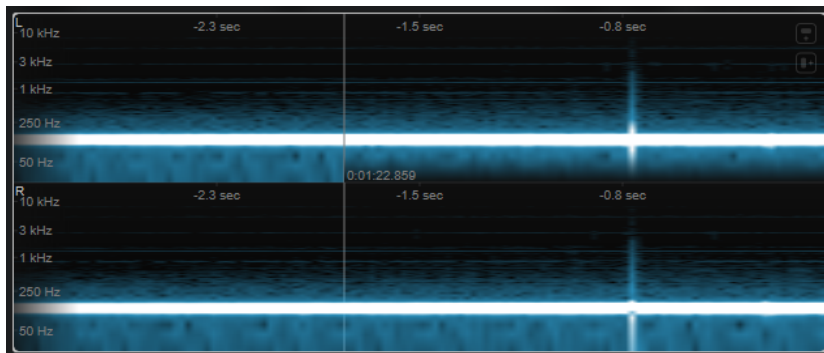 L
-2.3 sec -1.5 sec -0.8 sec
10 kHz
3 kHz
1 kHz
250 Hz
50 Hz
0:01:22.859
R
-2.3 sec -1.5 sec -0.8 sec
10 kHz
3 kHz
1 kHz
250 Hz
50 Hz